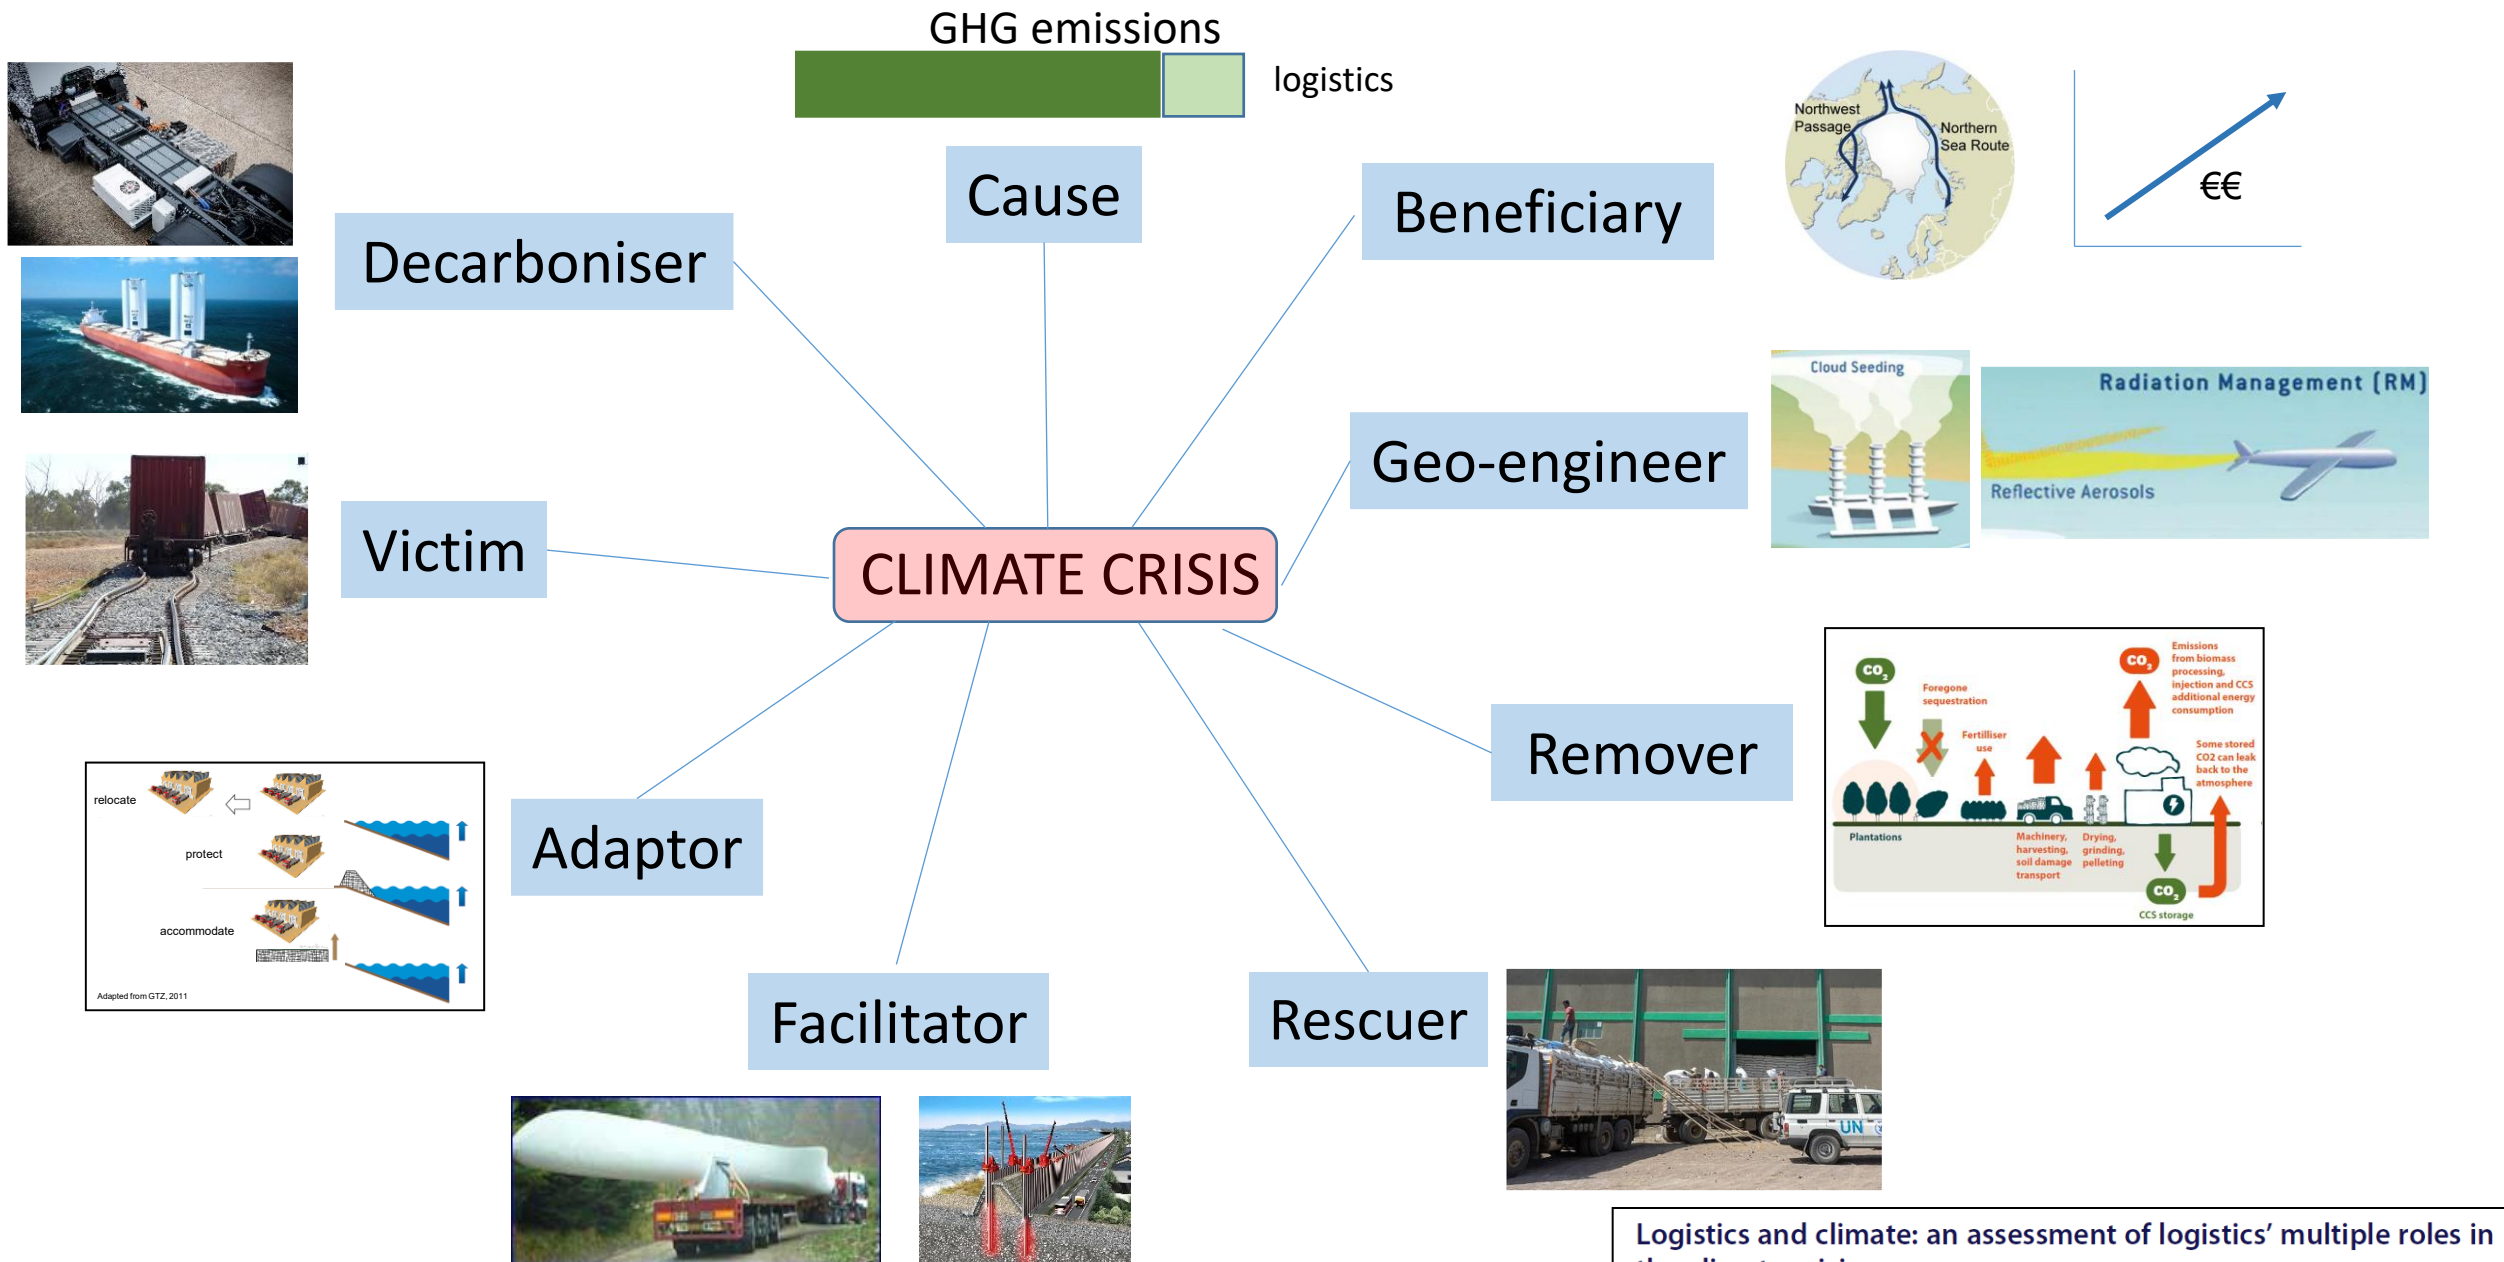 GHG emissions
logistics
Cause
Beneficiary
Northwest
Passage
Northern
Sea Route
€€
Decarboniser
Cloud Seeding
Radiation Management (RM)
Reflective Aerosols
Geo-engineer
Victim
CLIMATE CRISIS
Remover
CO2
Foregone
sequestration
Fertilliser
use
CO2
Emissions
from biomass
processing,
injection and CCS
additional energy
consumption
Some stored
CO2 can leak
back to the
atmosphere
Plantations
Machinery,
harvesting,
soil damage
transport
Drying,
grinding,
pelleting
CO2
CCS storage
relocate
protect
accommodate
Adapted from GTZ, 2011
Adaptor
Facilitator
Rescuer
UN
Logistics and climate: an assessment of logistics' multiple roles in